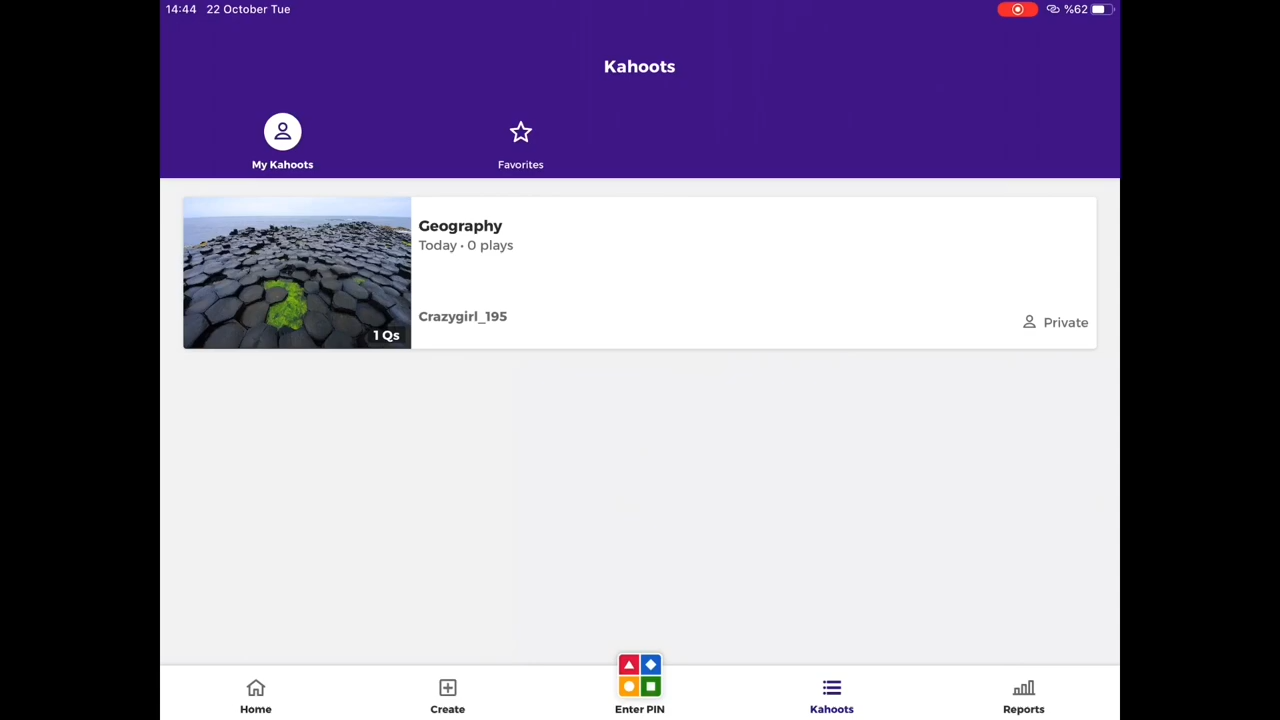 14:44 22 October Tue
%62
Kahoots
My Kahoots
Favorites
Geography
Today • 0 plays
Crazygirl_195
1 Qs
Private
Home
Create
Enter PIN
Kahoots
Reports